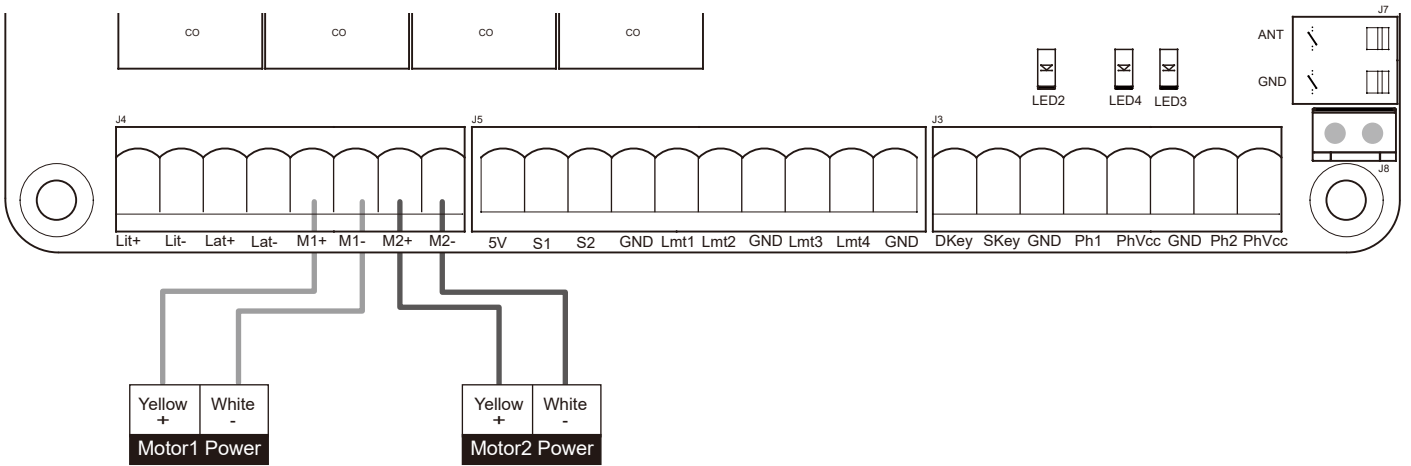 J7
ANT
CO CO CO CO
GND
LED2 LED4 LED3
J4 J5 J3
J8
Lit+ Lit- Lat+ Lat- M1+ M1- M2+ M2- 5V S1 S2 GND Lmt1 Lmt2 GND Lmt3 Lmt4 GND DKey SKey GND Ph1 PhVcc GND Ph2 PhVcc
Yellow White Yellow White
+ - + -
Motor1 Power Motor2 Power